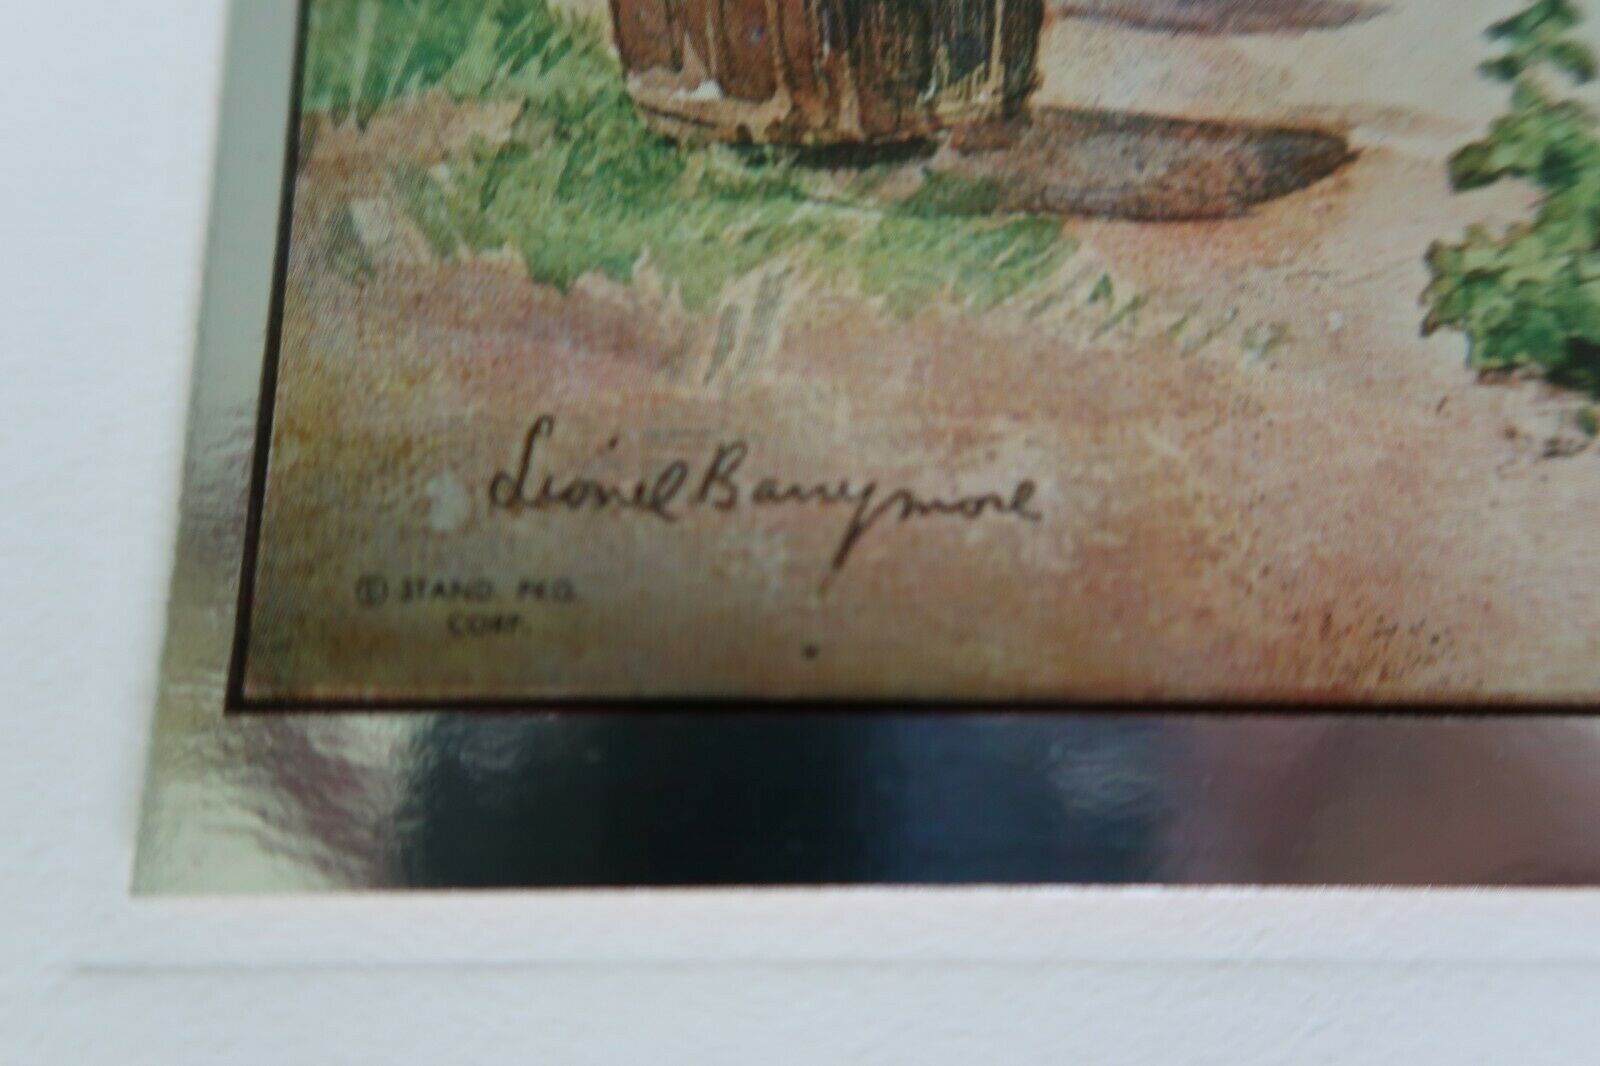 Lionel Barrymore
© STAND. PKG.
CORP.